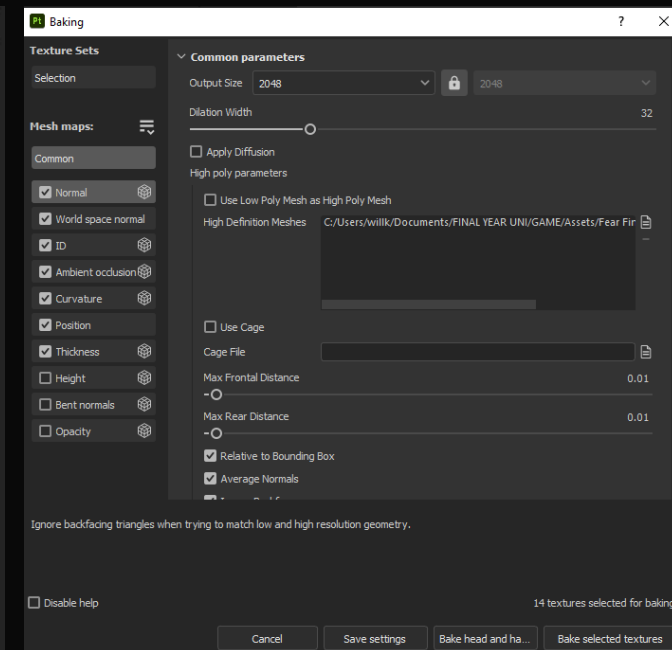 Pt Baking ? ×
Texture Sets
Selection
Mesh maps:
Common
Normal
World space normal
ID
Ambient occlusion
Curvature
Position
Thickness
Height
Bent normals
Opacity
Common parameters
Output Size 2048 2048
Dilation Width 32
Apply Diffusion
High poly parameters
Use Low Poly Mesh as High Poly Mesh
High Definition Meshes C:/Users/willk/Documents/FINAL YEAR UNI/GAME/Assets/Fear Fir
Use Cage
Cage File
Max Frontal Distance 0.01
Max Rear Distance 0.01
Relative to Bounding Box
Average Normals
Ignore backfacing triangles when trying to match low and high resolution geometry.
Disable help
14 textures selected for baking
Cancel Save settings Bake head and ha... Bake selected textures